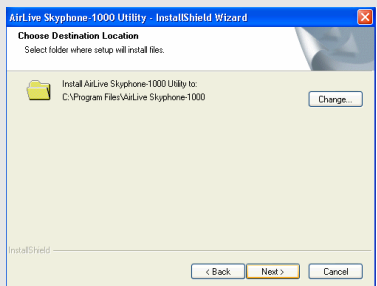 AirLive Skyphone-1000 Utility - InstallShield Wizard
Choose Destination Location
Select folder where setup will install files.
Install AirLive Skyphone-1000 Utility to:
C:\Program Files\AirLive Skyphone-1000
Change...
InstallShield
< Back
Next >
Cancel